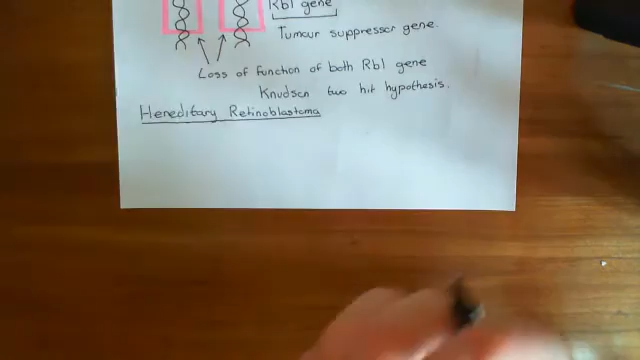 Rb1 gene
Tumour suppressor gene.
Loss of function of both Rb1 gene
Knudson two hit hypothesis.
Hereditary Retinoblastoma